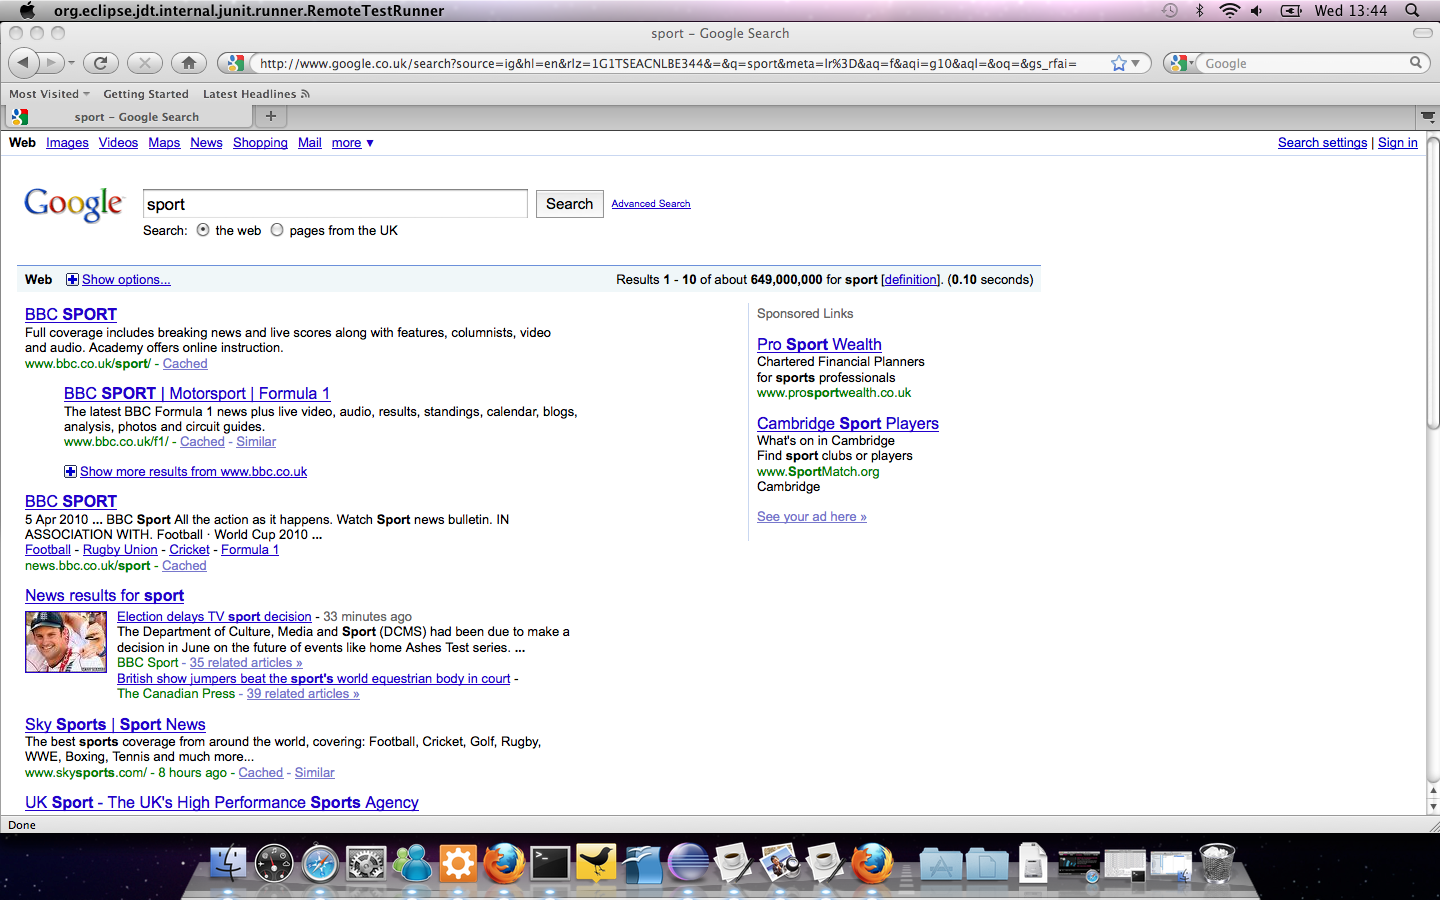 org.eclipse.jdt.internal.junit.runner.RemoteTestRunner
Wed 13:44
sport – Google Search
http://www.google.co.uk/search?source=ig&hl=en&rlz=1G1TSEACNLBE344&=&q=sport&meta=lr%3D&aq=f&aqi=g10&aql=&oq=&gs_rfai=
Google
Most Visited Getting Started Latest Headlines
sport – Google Search
Web Images Videos Maps News Shopping Mail more ▼
Search settings | Sign in
Google sport Search Advanced Search
Search: the web pages from the UK
Web Show options... Results 1 - 10 of about 649,000,000 for sport [definition]. (0.10 seconds)
BBC SPORT
Full coverage includes breaking news and live scores along with features, columnists, video
and audio. Academy offers online instruction.
www.bbc.co.uk/sport/ - Cached
BBC SPORT | Motorsport | Formula 1
The latest BBC Formula 1 news plus live video, audio, results, standings, calendar, blogs,
analysis, photos and circuit guides.
www.bbc.co.uk/f1/ - Cached - Similar
Show more results from www.bbc.co.uk
BBC SPORT
5 Apr 2010 ... BBC Sport All the action as it happens. Watch Sport news bulletin. IN
ASSOCIATION WITH. Football · World Cup 2010 ...
Football - Rugby Union - Cricket - Formula 1
news.bbc.co.uk/sport - Cached
News results for sport
Election delays TV sport decision - 33 minutes ago
The Department of Culture, Media and Sport (DCMS) had been due to make a
decision in June on the future of events like home Ashes Test series. ...
BBC Sport - 35 related articles »
British show jumpers beat the sport's world equestrian body in court -
The Canadian Press - 39 related articles »
Sky Sports | Sport News
The best sports coverage from around the world, covering: Football, Cricket, Golf, Rugby,
WWE, Boxing, Tennis and much more...
www.skysports.com/ - 8 hours ago - Cached - Similar
UK Sport - The UK's High Performance Sports Agency
Sponsored Links
Pro Sport Wealth
Chartered Financial Planners
for sports professionals
www.prosportwealth.co.uk
Cambridge Sport Players
What's on in Cambridge
Find sport clubs or players
www.SportMatch.org
Cambridge
See your ad here »
Done